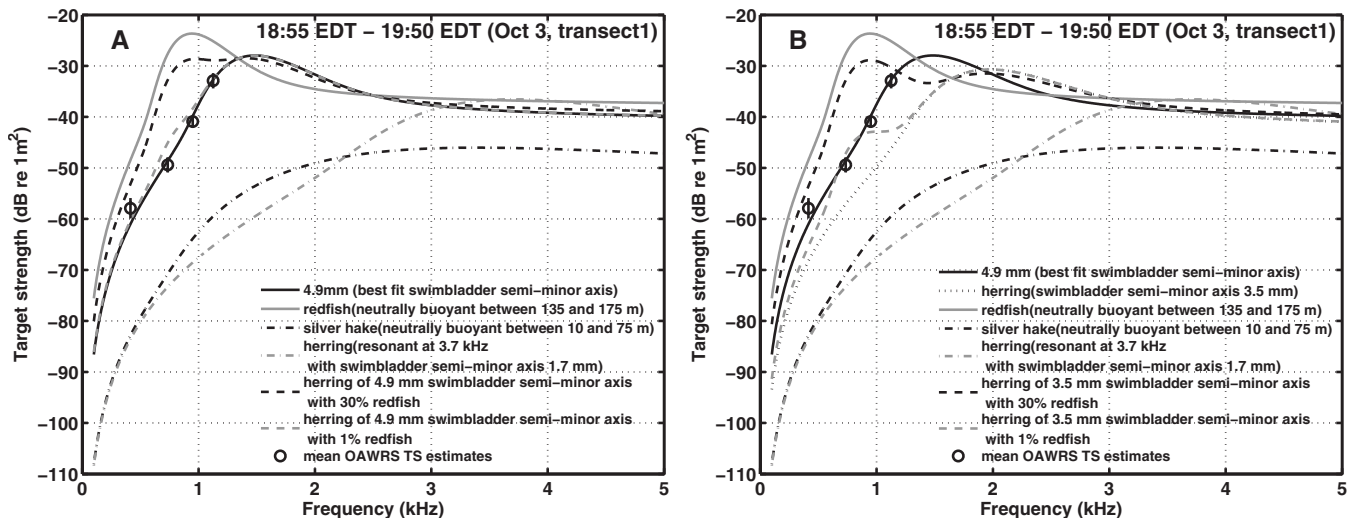 A
18:55 EDT − 19:50 EDT (Oct 3, transect1)
Target strength (dB re 1m²)
−20
−30
−40
−50
−60
−70
−80
−90
−100
−110
4.9mm (best fit swimbladder semi−minor axis)
redfish(neutrally buoyant between 135 and 175 m)
silver hake(neutrally buoyant between 10 and 75 m)
herring(resonant at 3.7 kHz
with swimbladder semi−minor axis 1.7 mm)
herring of 4.9 mm swimbladder semi−minor axis
with 30% redfish
herring of 4.9 mm swimbladder semi−minor axis
with 1% redfish
mean OAWRS TS estimates
0 1 2 3 4 5
Frequency (kHz)
B
18:55 EDT − 19:50 EDT (Oct 3, transect1)
Target strength (dB re 1m²)
−20
−30
−40
−50
−60
−70
−80
−90
−100
−110
4.9 mm (best fit swimbladder semi−minor axis)
herring(swimbladder semi−minor axis 3.5 mm)
redfish(neutrally buoyant between 135 and 175 m)
silver hake(neutrally buoyant between 10 and 75 m)
herring(resonant at 3.7 kHz
with swimbladder semi−minor axis 1.7 mm)
herring of 3.5 mm swimbladder semi−minor axis
with 30% redfish
herring of 3.5 mm swimbladder semi−minor axis
with 1% redfish
mean OAWRS TS estimates
0 1 2 3 4 5
Frequency (kHz)